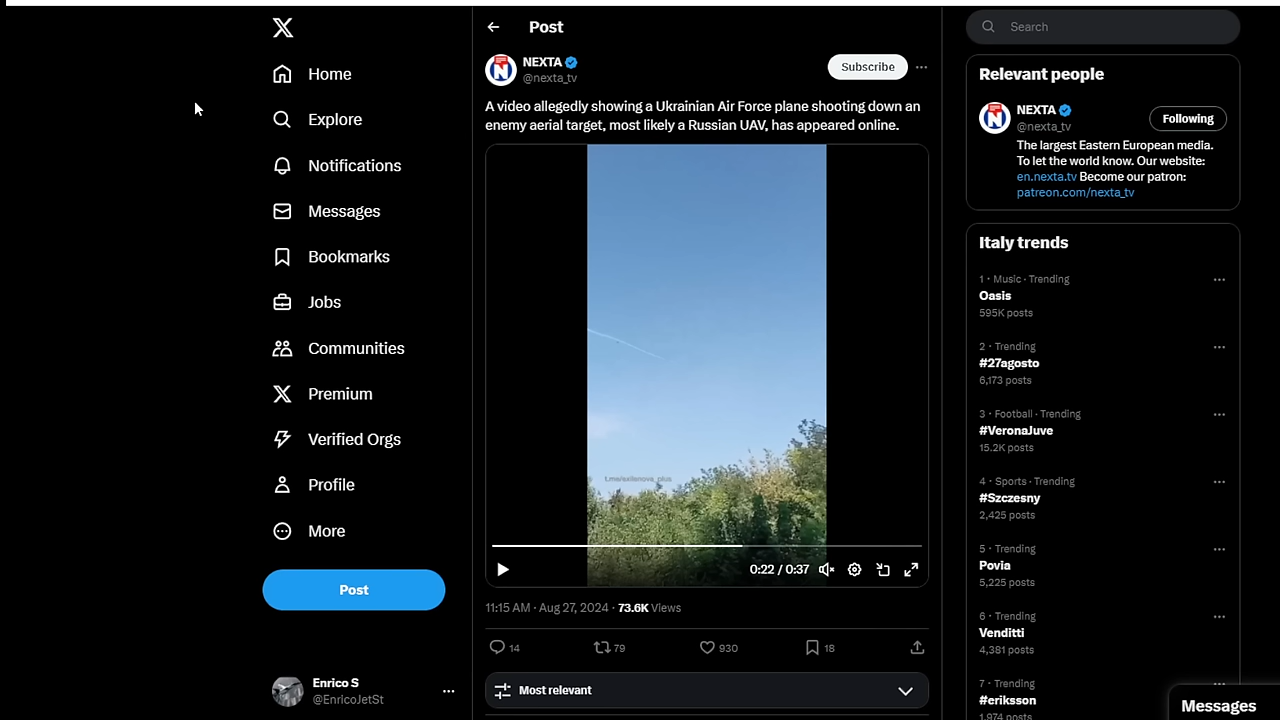 Home
Explore
Notifications
Messages
Bookmarks
Jobs
Communities
Premium
Verified Orgs
Profile
More
Post
Enrico S
@EnricoJetSt
Post
NEXTA
@nexta_tv
Subscribe
A video allegedly showing a Ukrainian Air Force plane shooting down an
enemy aerial target, most likely a Russian UAV, has appeared online.
t.me/exilenova_plus
0:22 / 0:37
11:15 AM · Aug 27, 2024 · 73.6K Views
14
79
930
18
Most relevant
Search
Relevant people
NEXTA
@nexta_tv
Following
The largest Eastern European media.
To let the world know. Our website:
en.nexta.tv Become our patron:
patreon.com/nexta_tv
Italy trends
1 · Music · Trending
Oasis
595K posts
2 · Trending
#27agosto
6,173 posts
3 · Football · Trending
#VeronaJuve
15.2K posts
4 · Sports · Trending
#Szczesny
2,425 posts
5 · Trending
Povia
5,225 posts
6 · Trending
Venditti
4,381 posts
7 · Trending
#eriksson
1,974 posts
Messages